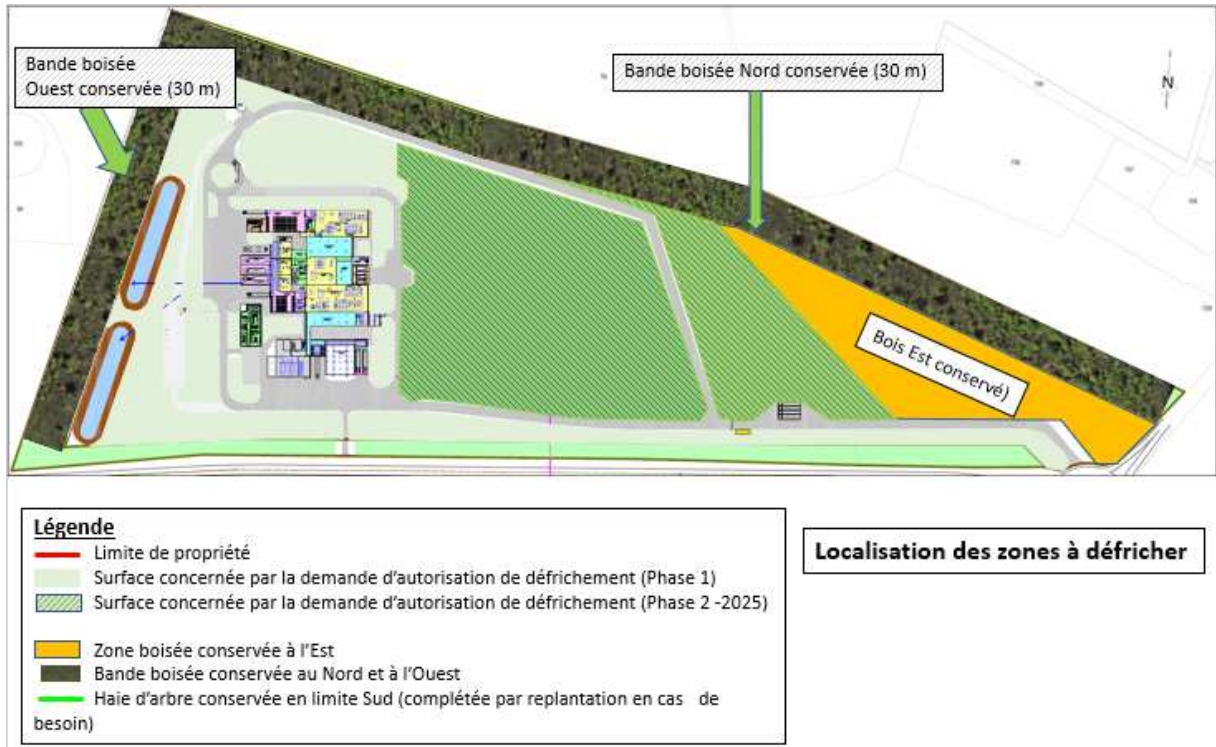 Bande boisée
Ouest conservée (30 m)
Bande boisée Nord conservée (30 m)
N
Bois Est conservé)
Légende
Limite de propriété
Surface concernée par la demande d'autorisation de défrichement (Phase 1)
Surface concernée par la demande d'autorisation de défrichement (Phase 2 -2025)
Zone boisée conservée à l'Est
Bande boisée conservée au Nord et à l'Ouest
Haie d'arbre conservée en limite Sud (complétée par replantation en cas de
besoin)
Localisation des zones à défricher